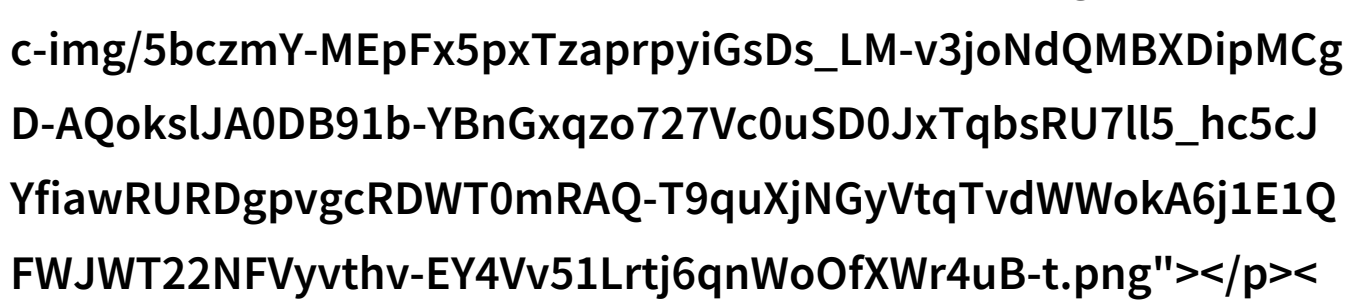 c-img/5bczmY-MEpFx5pxTzaprpyiGsDs_LM-v3joNdQMBXDipMCg
D-AQokslJA0DB91b-YBnGxqzo727Vc0uSD0JxTqbsRU7ll5_hc5cJ
YfiawRURDgpvgcRDWT0mRAQ-T9quXjNGyVtqTvdWWokA6j1E1Q
FWJWT22NFVyvthv-EY4Vv51Lrtj6qnWoOfXWr4uB-t.png"></p><